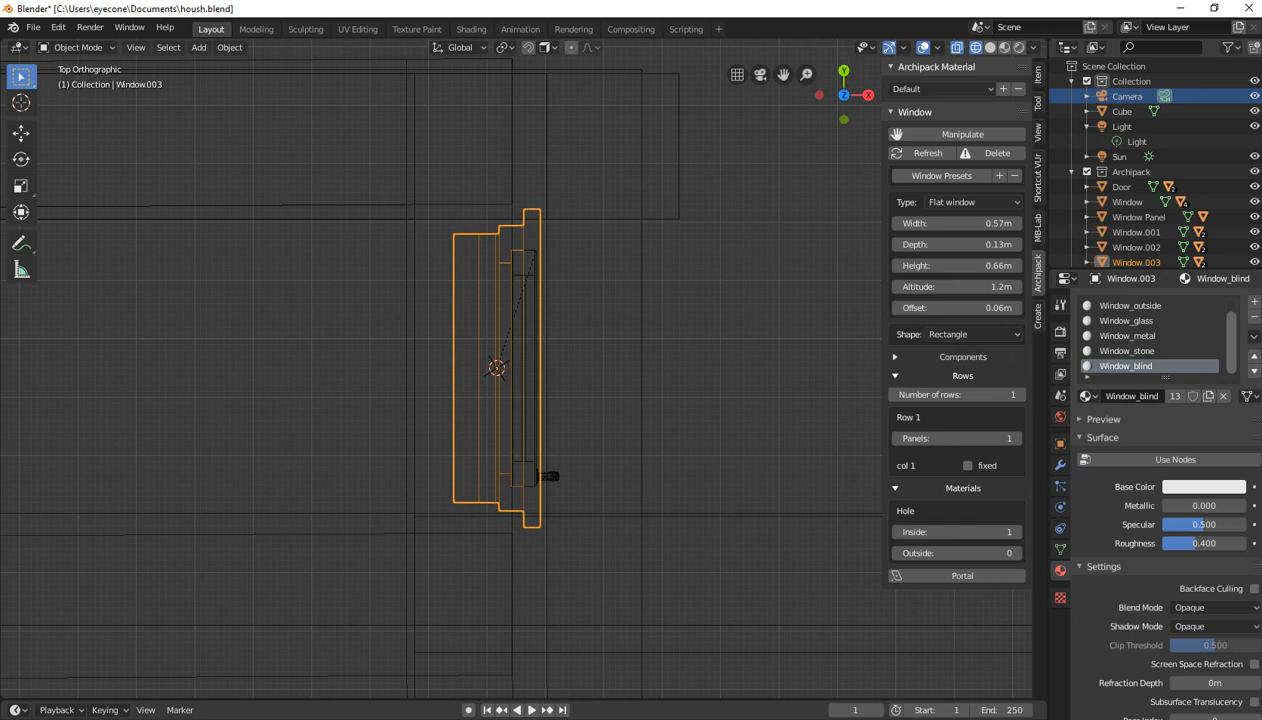 Blender* [C:\Users\eyecone\Documents\housh.blend]
File Edit Render Window Help
Layout Modeling Sculpting UV Editing Texture Paint Shading Animation Rendering Compositing Scripting +
Scene
View Layer
Object Mode View Select Add Object
Global
Top Orthographic
(1) Collection | Window.003
Y
Z
X
Item
Tool
View
Shortcut VUr
MB-Lab
Archipack
Create
Archipack Material
Default
Window
Manipulate
Refresh Delete
Window Presets
Type: Flat window
Width: 0.57m
Depth: 0.13m
Height: 0.66m
Altitude: 1.2m
Offset: 0.06m
Shape: Rectangle
Components
Rows
Number of rows: 1
Row 1
Panels: 1
col 1 fixed
Materials
Hole
Inside: 1
Outside: 0
Portal
Scene Collection
Collection
Camera
Cube
Light
Light
Sun
Archipack
Door 2
Window 4
Window Panel
Window.001 2
Window.002 2
Window.003 2
Window.003 Window_blind
Window_outside
Window_glass
Window_metal
Window_stone
Window_blind
Window_blind 13
Preview
Surface
Use Nodes
Base Color
Metallic 0.000
Specular 0.500
Roughness 0.400
Settings
Backface Culling
Blend Mode Opaque
Shadow Mode Opaque
Clip Threshold 0.500
Screen Space Refraction
Refraction Depth 0m
Subsurface Translucency
Playback Keying View Marker
1
Start: 1
End: 250